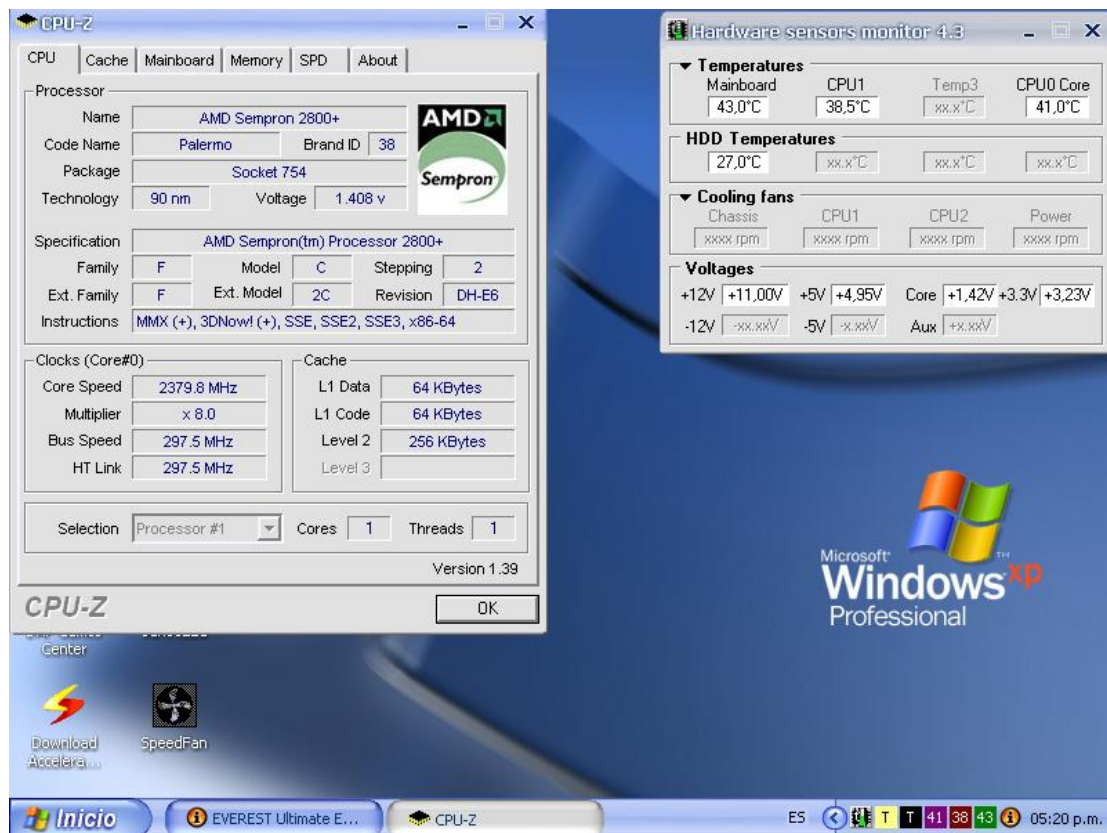 CPU-Z
CPU Cache Mainboard Memory SPD About
Processor
Name AMD Sempron 2800+
Code Name Palermo Brand ID 38
Package Socket 754
Technology 90 nm Voltage 1.408 v
AMD
Sempron
Specification AMD Sempron(tm) Processor 2800+
Family F Model C Stepping 2
Ext. Family F Ext. Model 2C Revision DH-E6
Instructions MMX (+), 3DNow! (+), SSE, SSE2, SSE3, x86-64
Clocks (Core#0)
Core Speed 2379.8 MHz
Multiplier x 8.0
Bus Speed 297.5 MHz
HT Link 297.5 MHz
Cache
L1 Data 64 KBytes
L1 Code 64 KBytes
Level 2 256 KBytes
Level 3
Selection Processor #1 Cores 1 Threads 1
Version 1.39
CPU-Z OK
Hardware sensors monitor 4.3
Temperatures
Mainboard CPU1 Temp3 CPU0 Core
43,0°C 38,5°C xx.x°C 41,0°C
HDD Temperatures
27,0°C xx.x°C xx.x°C xx.x°C
Cooling fans
Chassis CPU1 CPU2 Power
xxxx rpm xxxx rpm xxxx rpm xxxx rpm
Voltages
+12V +11,00V +5V +4,95V Core +1,42V +3.3V +3,23V
-12V -xx.xxV -5V -x.xxV Aux +x.xxV
Microsoft
Windows xp
TM
Professional
Center
Download
Accelera...
SpeedFan
Inicio
EVEREST Ultimate E...
CPU-Z
ES T T 41 38 43 05:20 p.m.